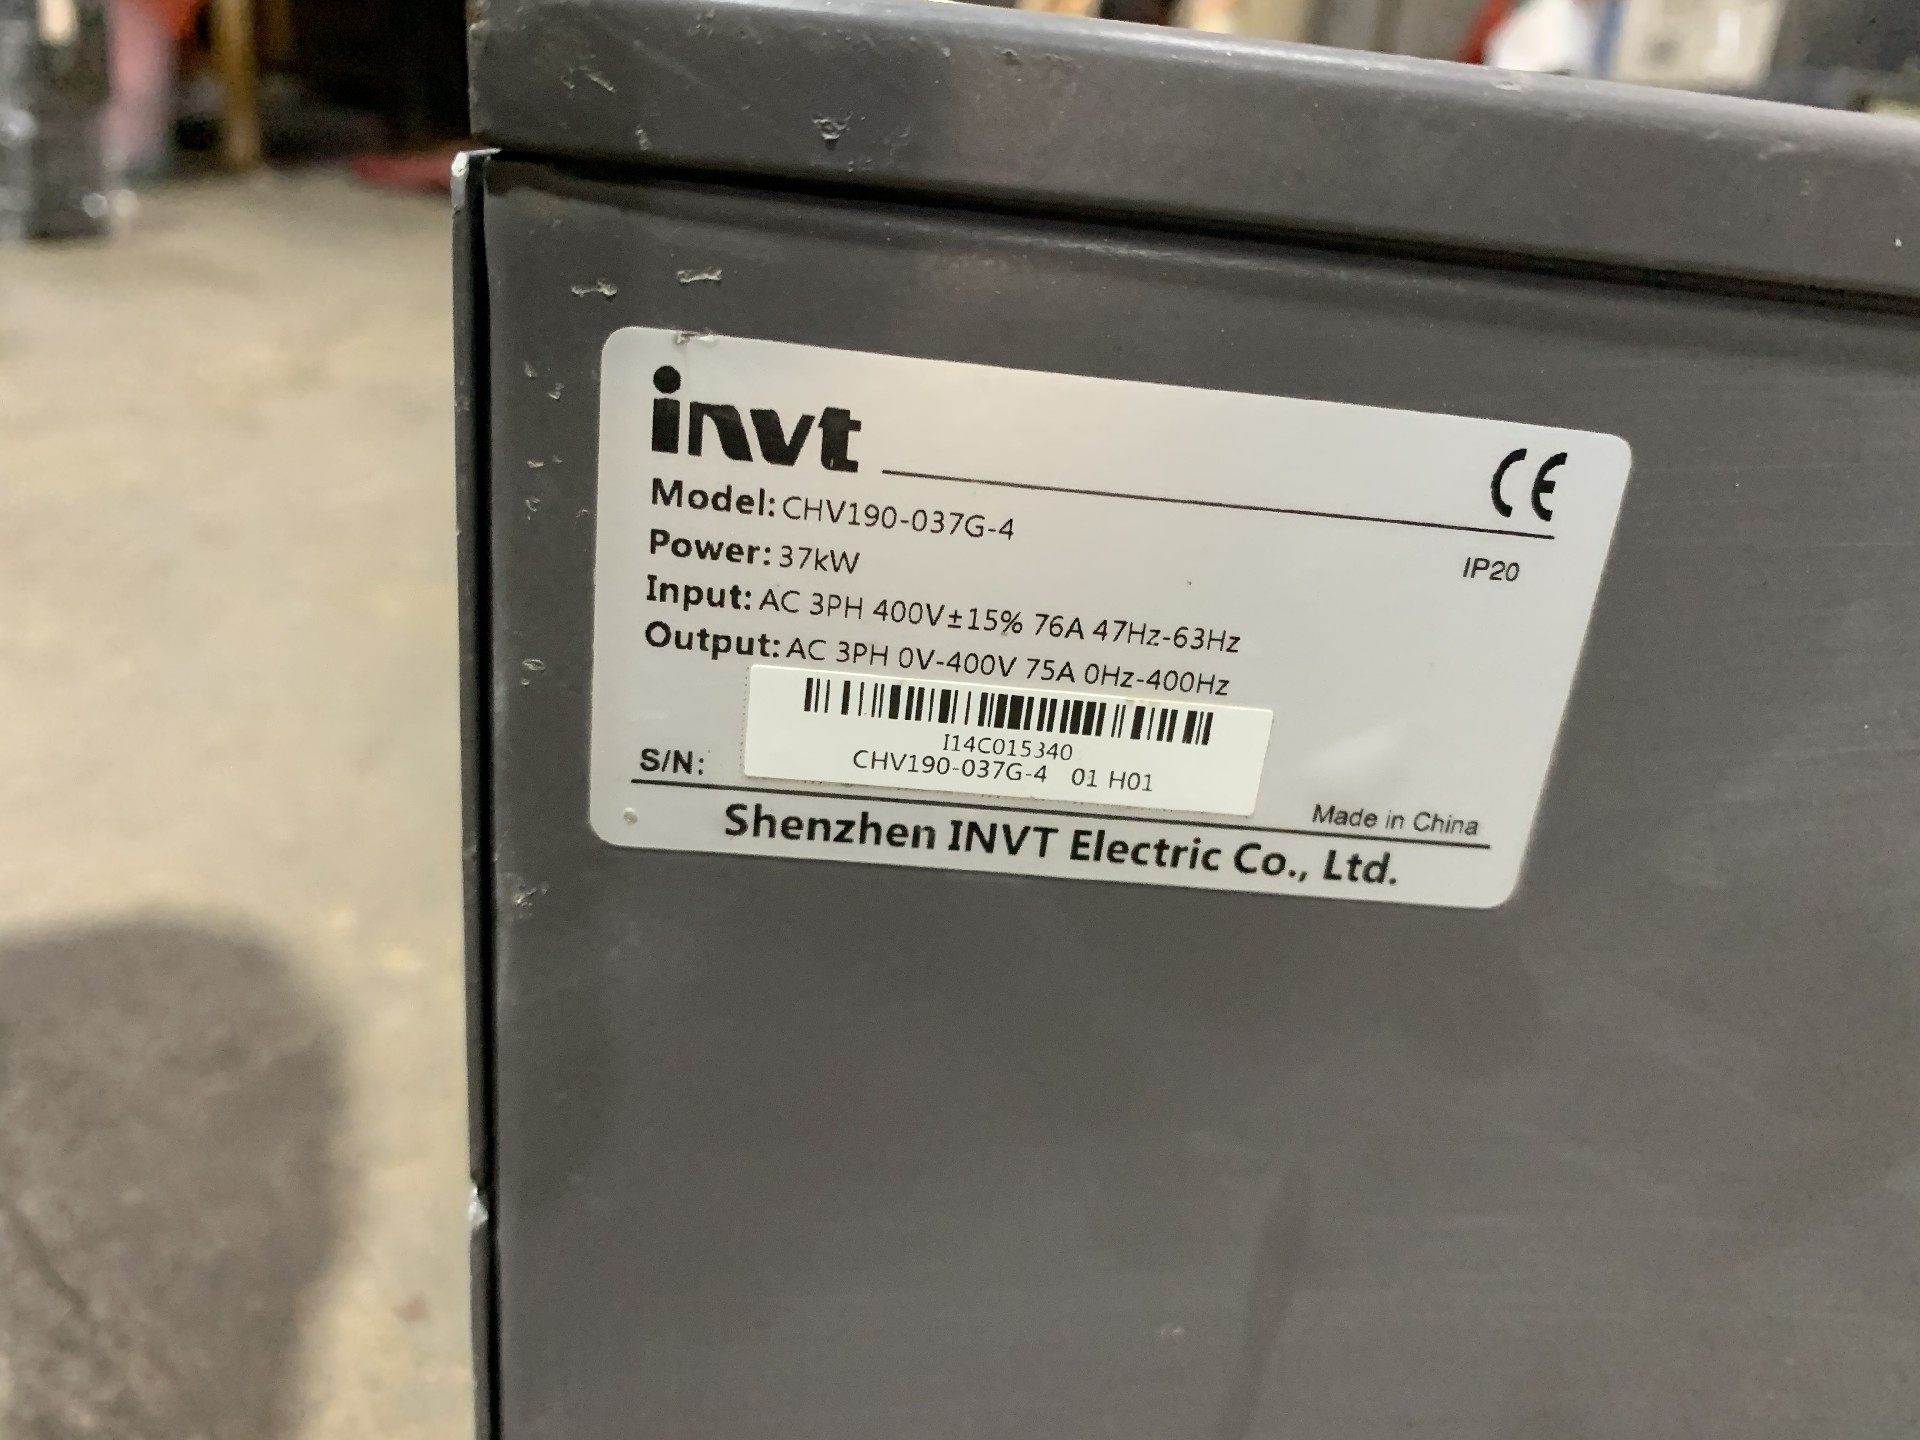 invt
CE
Model: CHV190-037G-4
IP20
Power: 37kW
Input: AC 3PH 400V±15% 76A 47Hz-63Hz
Output: AC 3PH 0V-400V 75A 0Hz-400Hz
I14C015340
S/N: CHV190-037G-4 01 H01
Made in China
Shenzhen INVT Electric Co., Ltd.